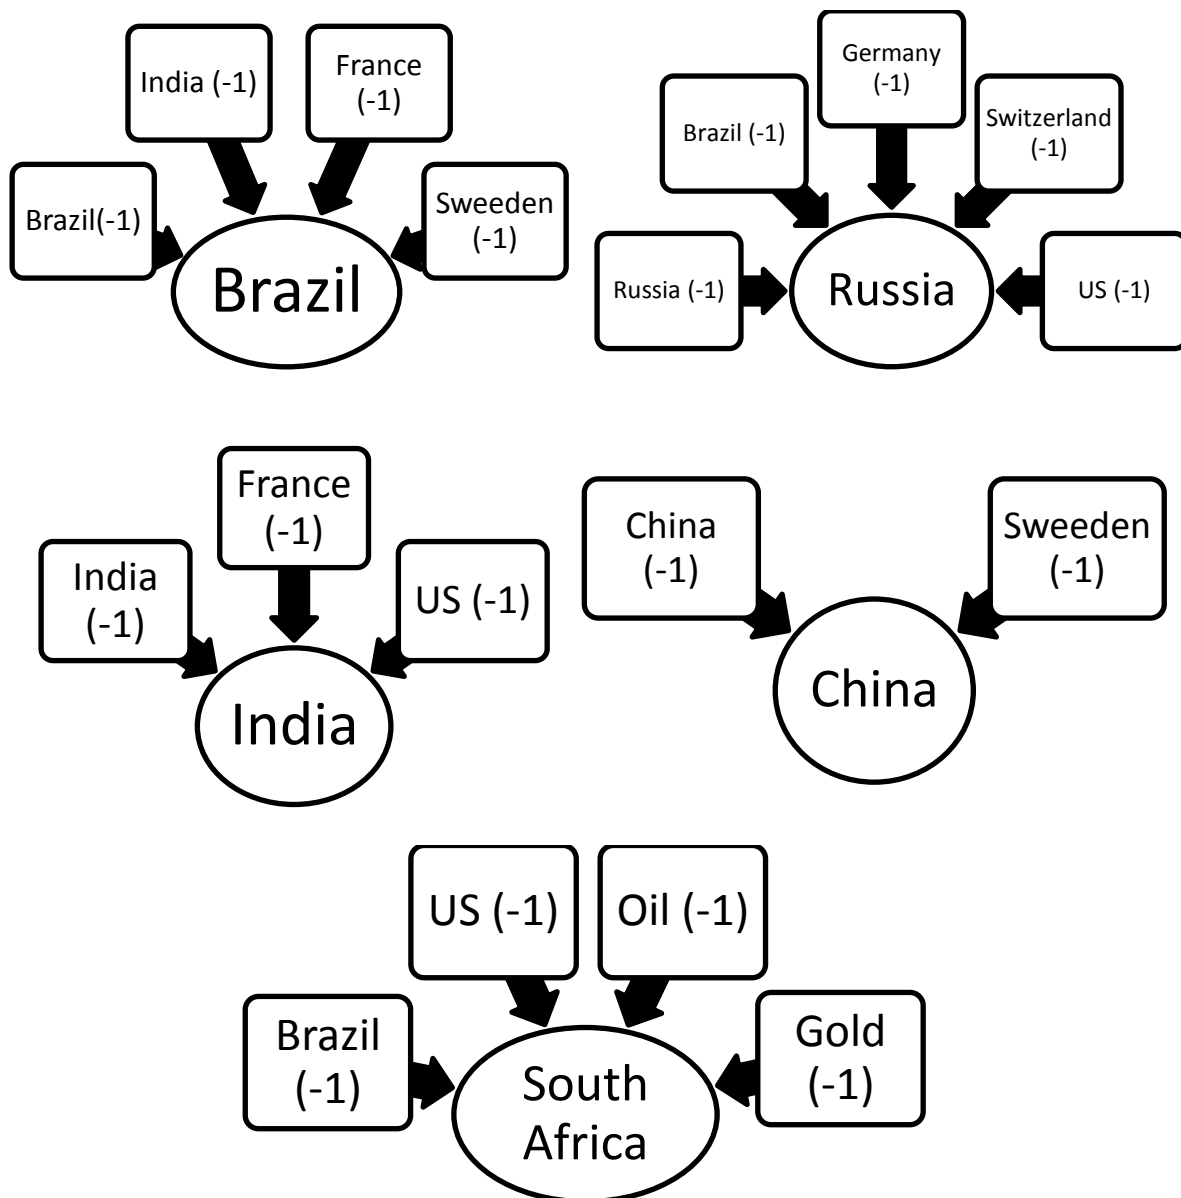 India (-1)
France
(-1)
Brazil(-1)
Sweeden
(-1)
Brazil
Germany
(-1)
Brazil (-1)
Switzerland
(-1)
Russia (-1)
US (-1)
Russia
France
(-1)
India
(-1)
US (-1)
India
China
(-1)
Sweeden
(-1)
China
US (-1)
Oil (-1)
Brazil
(-1)
Gold
(-1)
South
Africa